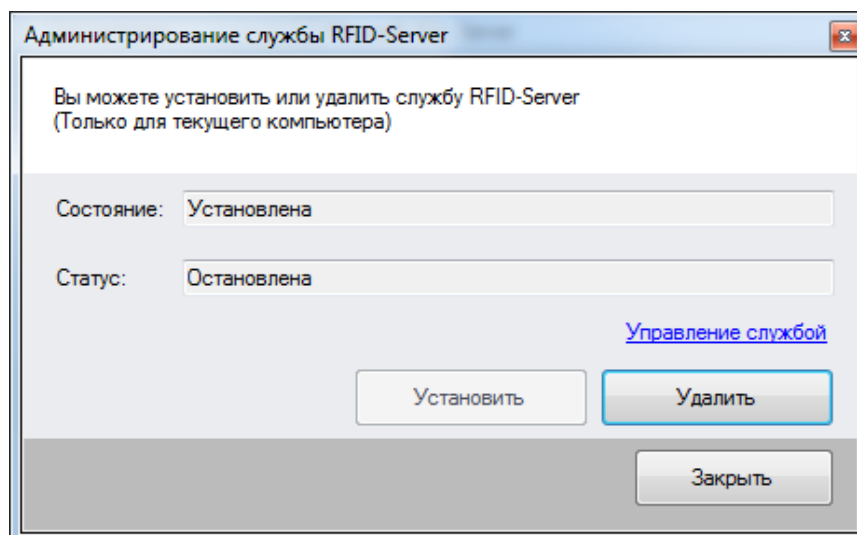 Администрирование службы RFID-Server
Вы можете установить или удалить службу RFID-Server
(Только для текущего компьютера)
Состояние: Установлена
Статус: Остановлена
Управление службой
Установить Удалить
Закрыть